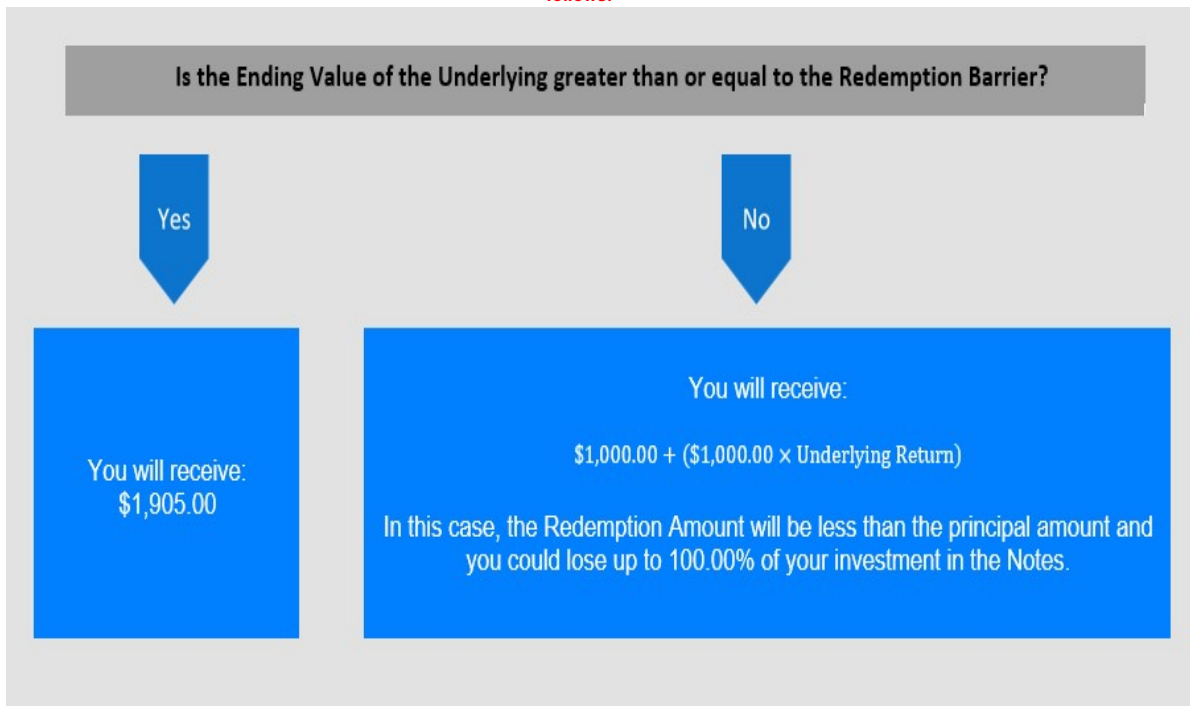 Is the Ending Value of the Underlying greater than or equal to the Redemption Barrier?
Yes
No
You will receive:
$1,905.00
You will receive:
$1,000.00 + ($1,000.00 × Underlying Return)
In this case, the Redemption Amount will be less than the principal amount and
you could lose up to 100.00% of your investment in the Notes.